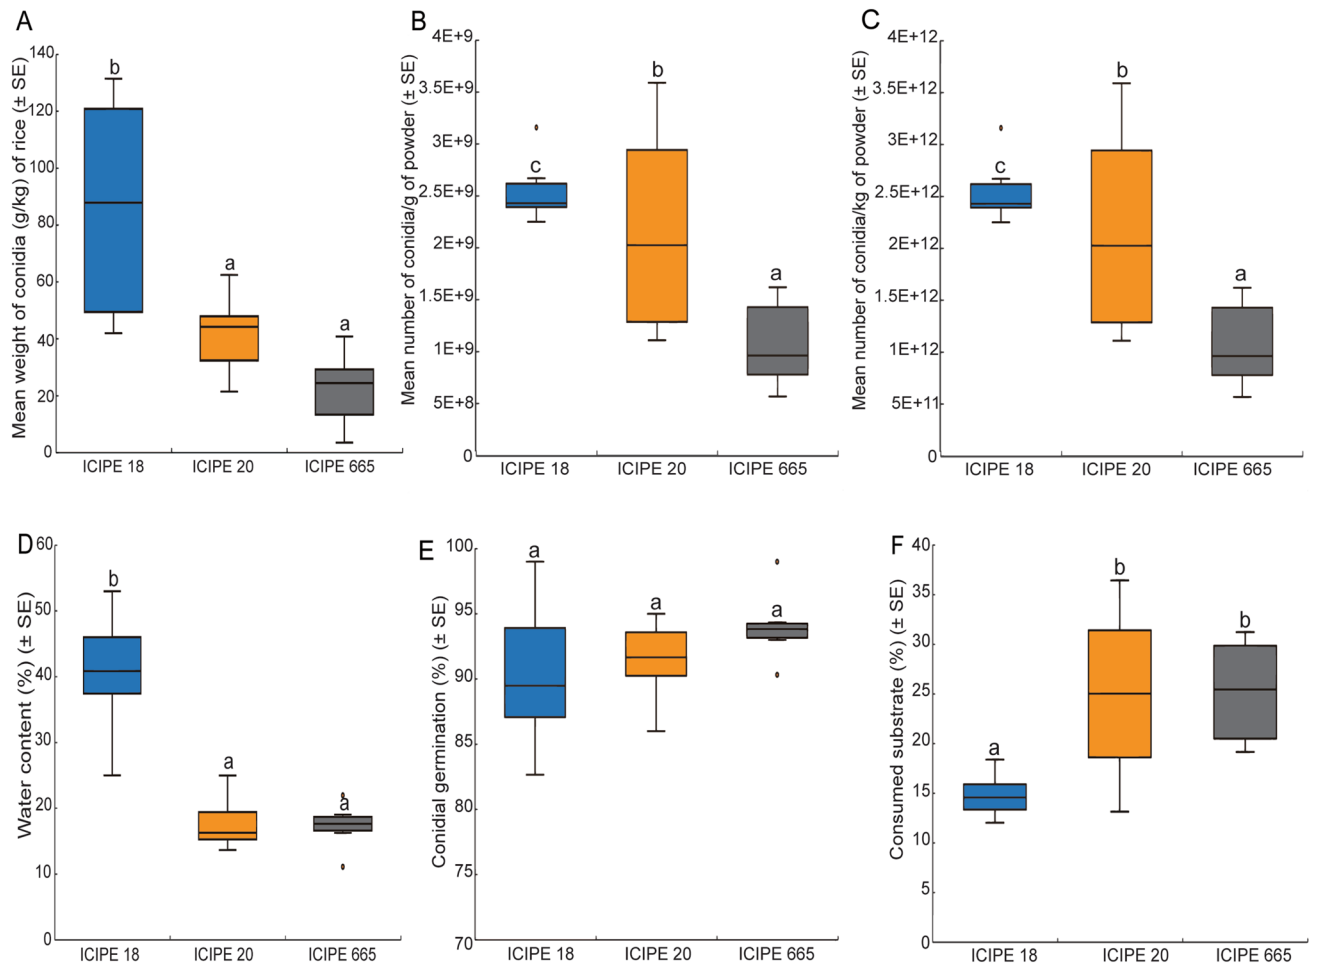 A
Mean weight of conidia (g/kg) of rice (± SE)
140
120
100
80
60
40
20
0
b
a
a
ICIPE 18
ICIPE 20
ICIPE 665
B
Mean number of conidia/g of powder (± SE)
4E+9
3.5E+9
3E+9
2.5E+9
2E+9
1.5E+9
1E+9
5E+8
0
c
b
a
ICIPE 18
ICIPE 20
ICIPE 665
C
Mean number of conidia/kg of powder (± SE)
4E+12
3.5E+12
3E+12
2.5E+12
2E+12
1.5E+12
1E+12
5E+11
0
c
b
a
ICIPE 18
ICIPE 20
ICIPE 665
D
Water content (%) (± SE)
60
50
40
30
20
10
0
b
a
a
ICIPE 18
ICIPE 20
ICIPE 665
E
Conidial germination (%) (± SE)
100
95
90
85
80
75
70
a
a
a
ICIPE 18
ICIPE 20
ICIPE 665
F
Consumed substrate (%) (± SE)
40
35
30
25
20
15
10
5
0
a
b
b
ICIPE 18
ICIPE 20
ICIPE 665